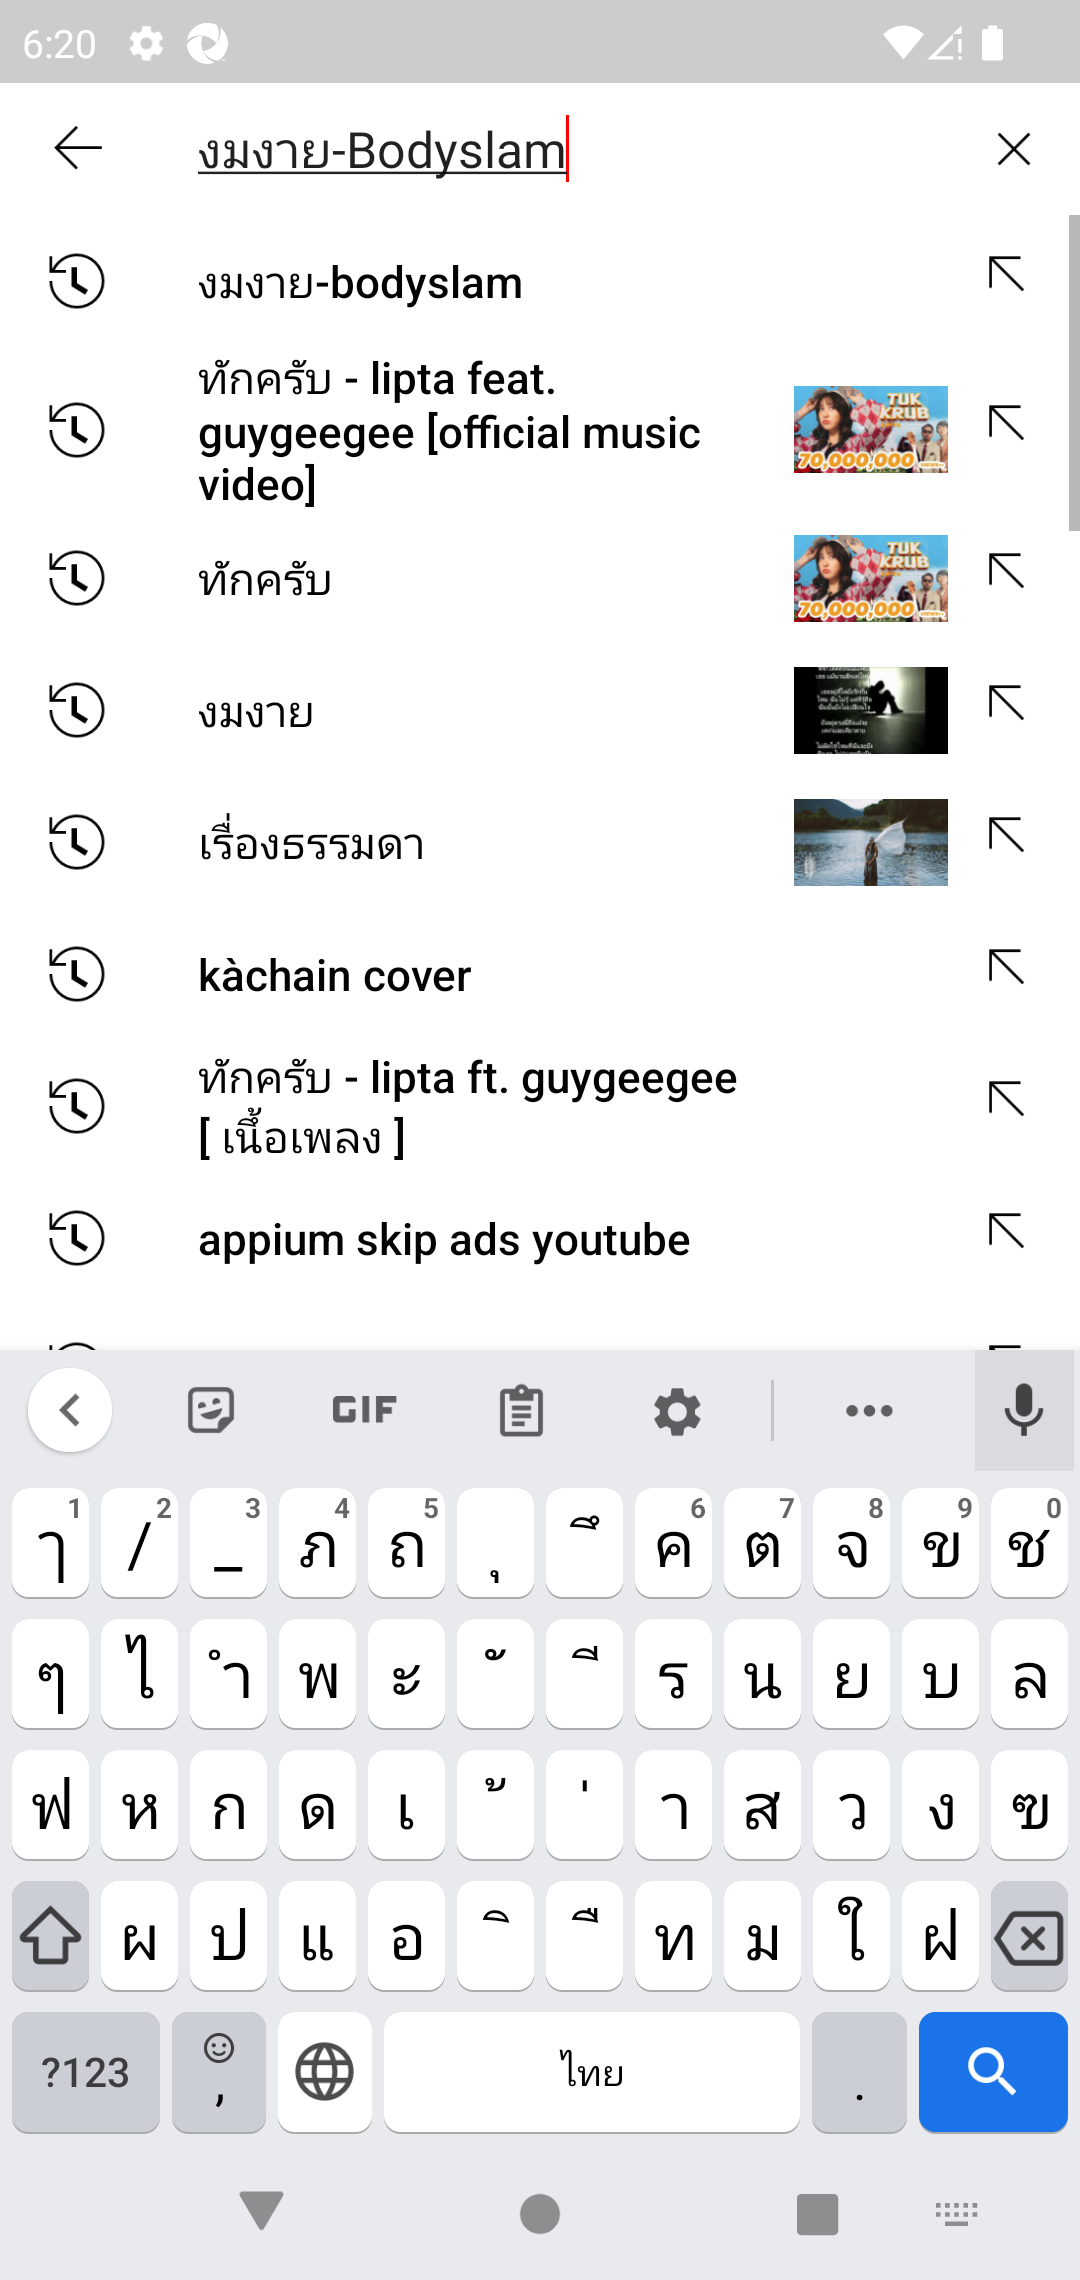 6:20
งมงาย-Bodyslam
งมงาย-bodyslam
ทักครับ - lipta feat.
guygeegee [official music
video]
TUK
KRUB
70,000,000
ทักครับ
TUK
KRUB
70,000,000
งมงาย
เรื่องธรรมดา
kàchain cover
ทักครับ - lipta ft. guygeegee
[ เนื้อเพลง ]
appium skip ads youtube
GIF
1 2 3 4 5 6 7 8 9 0
ๅ / _ ภ ถ ุ ึ ค ต จ ข ช
ๆ ไ ำ พ ะ ั ี ร น ย บ ล
ฟ ห ก ด เ ้ ่ า ส ว ง ฃ
ผ ป แ อ ิ ื ท ม ใ ฝ
?123 , ไทย .